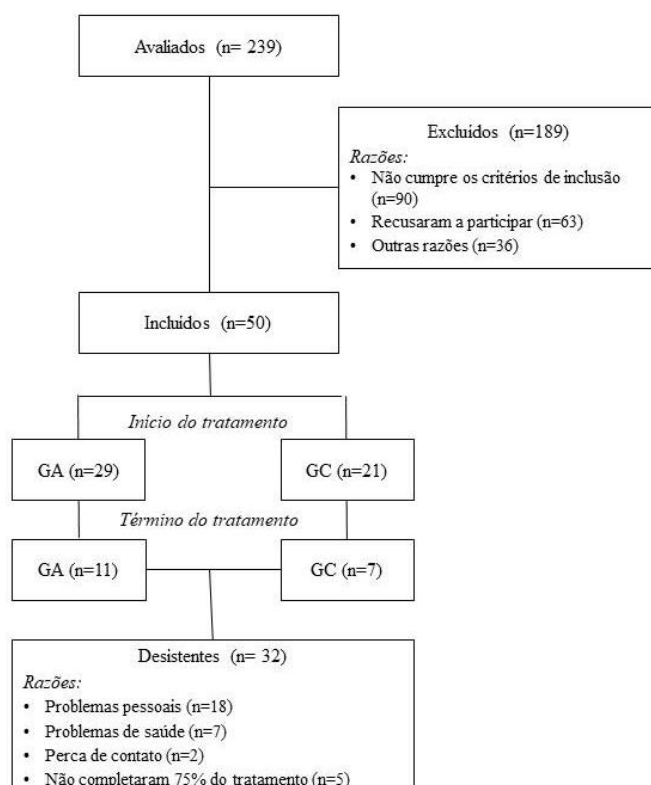 Avaliados (n= 239)
Excluídos (n=189)
Razões:
• Não cumpre os critérios de inclusão
(n=90)
• Recusaram a participar (n=63)
• Outras razões (n=36)
Incluídos (n=50)
Início do tratamento
GA (n=29)
GC (n=21)
Término do tratamento
GA (n=11)
GC (n=7)
Desistentes (n= 32)
Razões:
• Problemas pessoais (n=18)
• Problemas de saúde (n=7)
• Perca de contato (n=2)
• Não completaram 75% do tratamento (n=5)